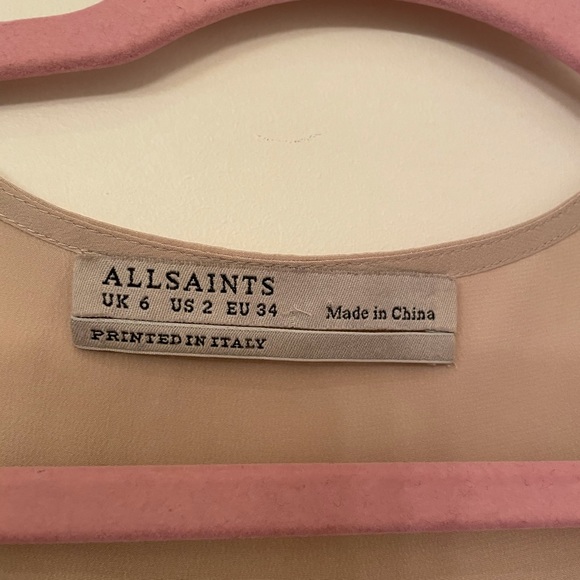 ALLSAINTS
UK 6 US 2 EU 34 Made in China
PRINTED IN ITALY